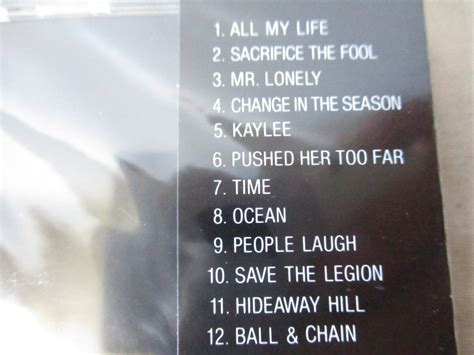 1. ALL MY LIFE
2. SACRIFICE THE FOOL
3. MR. LONELY
4. CHANGE IN THE SEASON
5. KAYLEE
6. PUSHED HER TOO FAR
7. TIME
8. OCEAN
9. PEOPLE LAUGH
10. SAVE THE LEGION
11. HIDEAWAY HILL
12. BALL & CHAIN